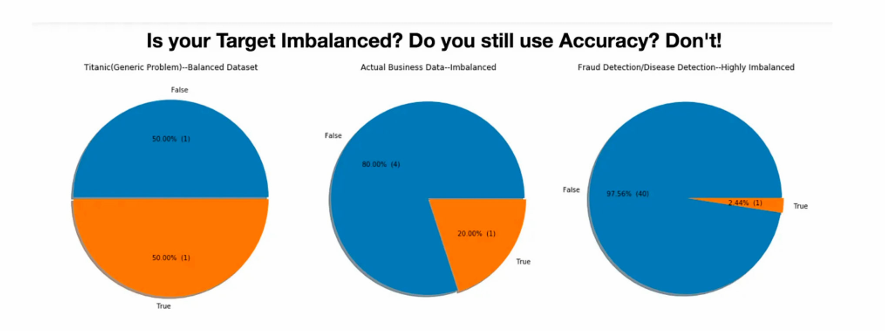 Is your Target Imbalanced? Do you still use Accuracy? Don't!
Titanic(Generic Problem)--Balanced Dataset
False
50.00% (1)
50.00% (1)
True
Actual Business Data--Imbalanced
False
80.00% (4)
20.00% (1)
True
Fraud Detection/Disease Detection--Highly Imbalanced
False
97.56% (40)
2.44% (1)
True